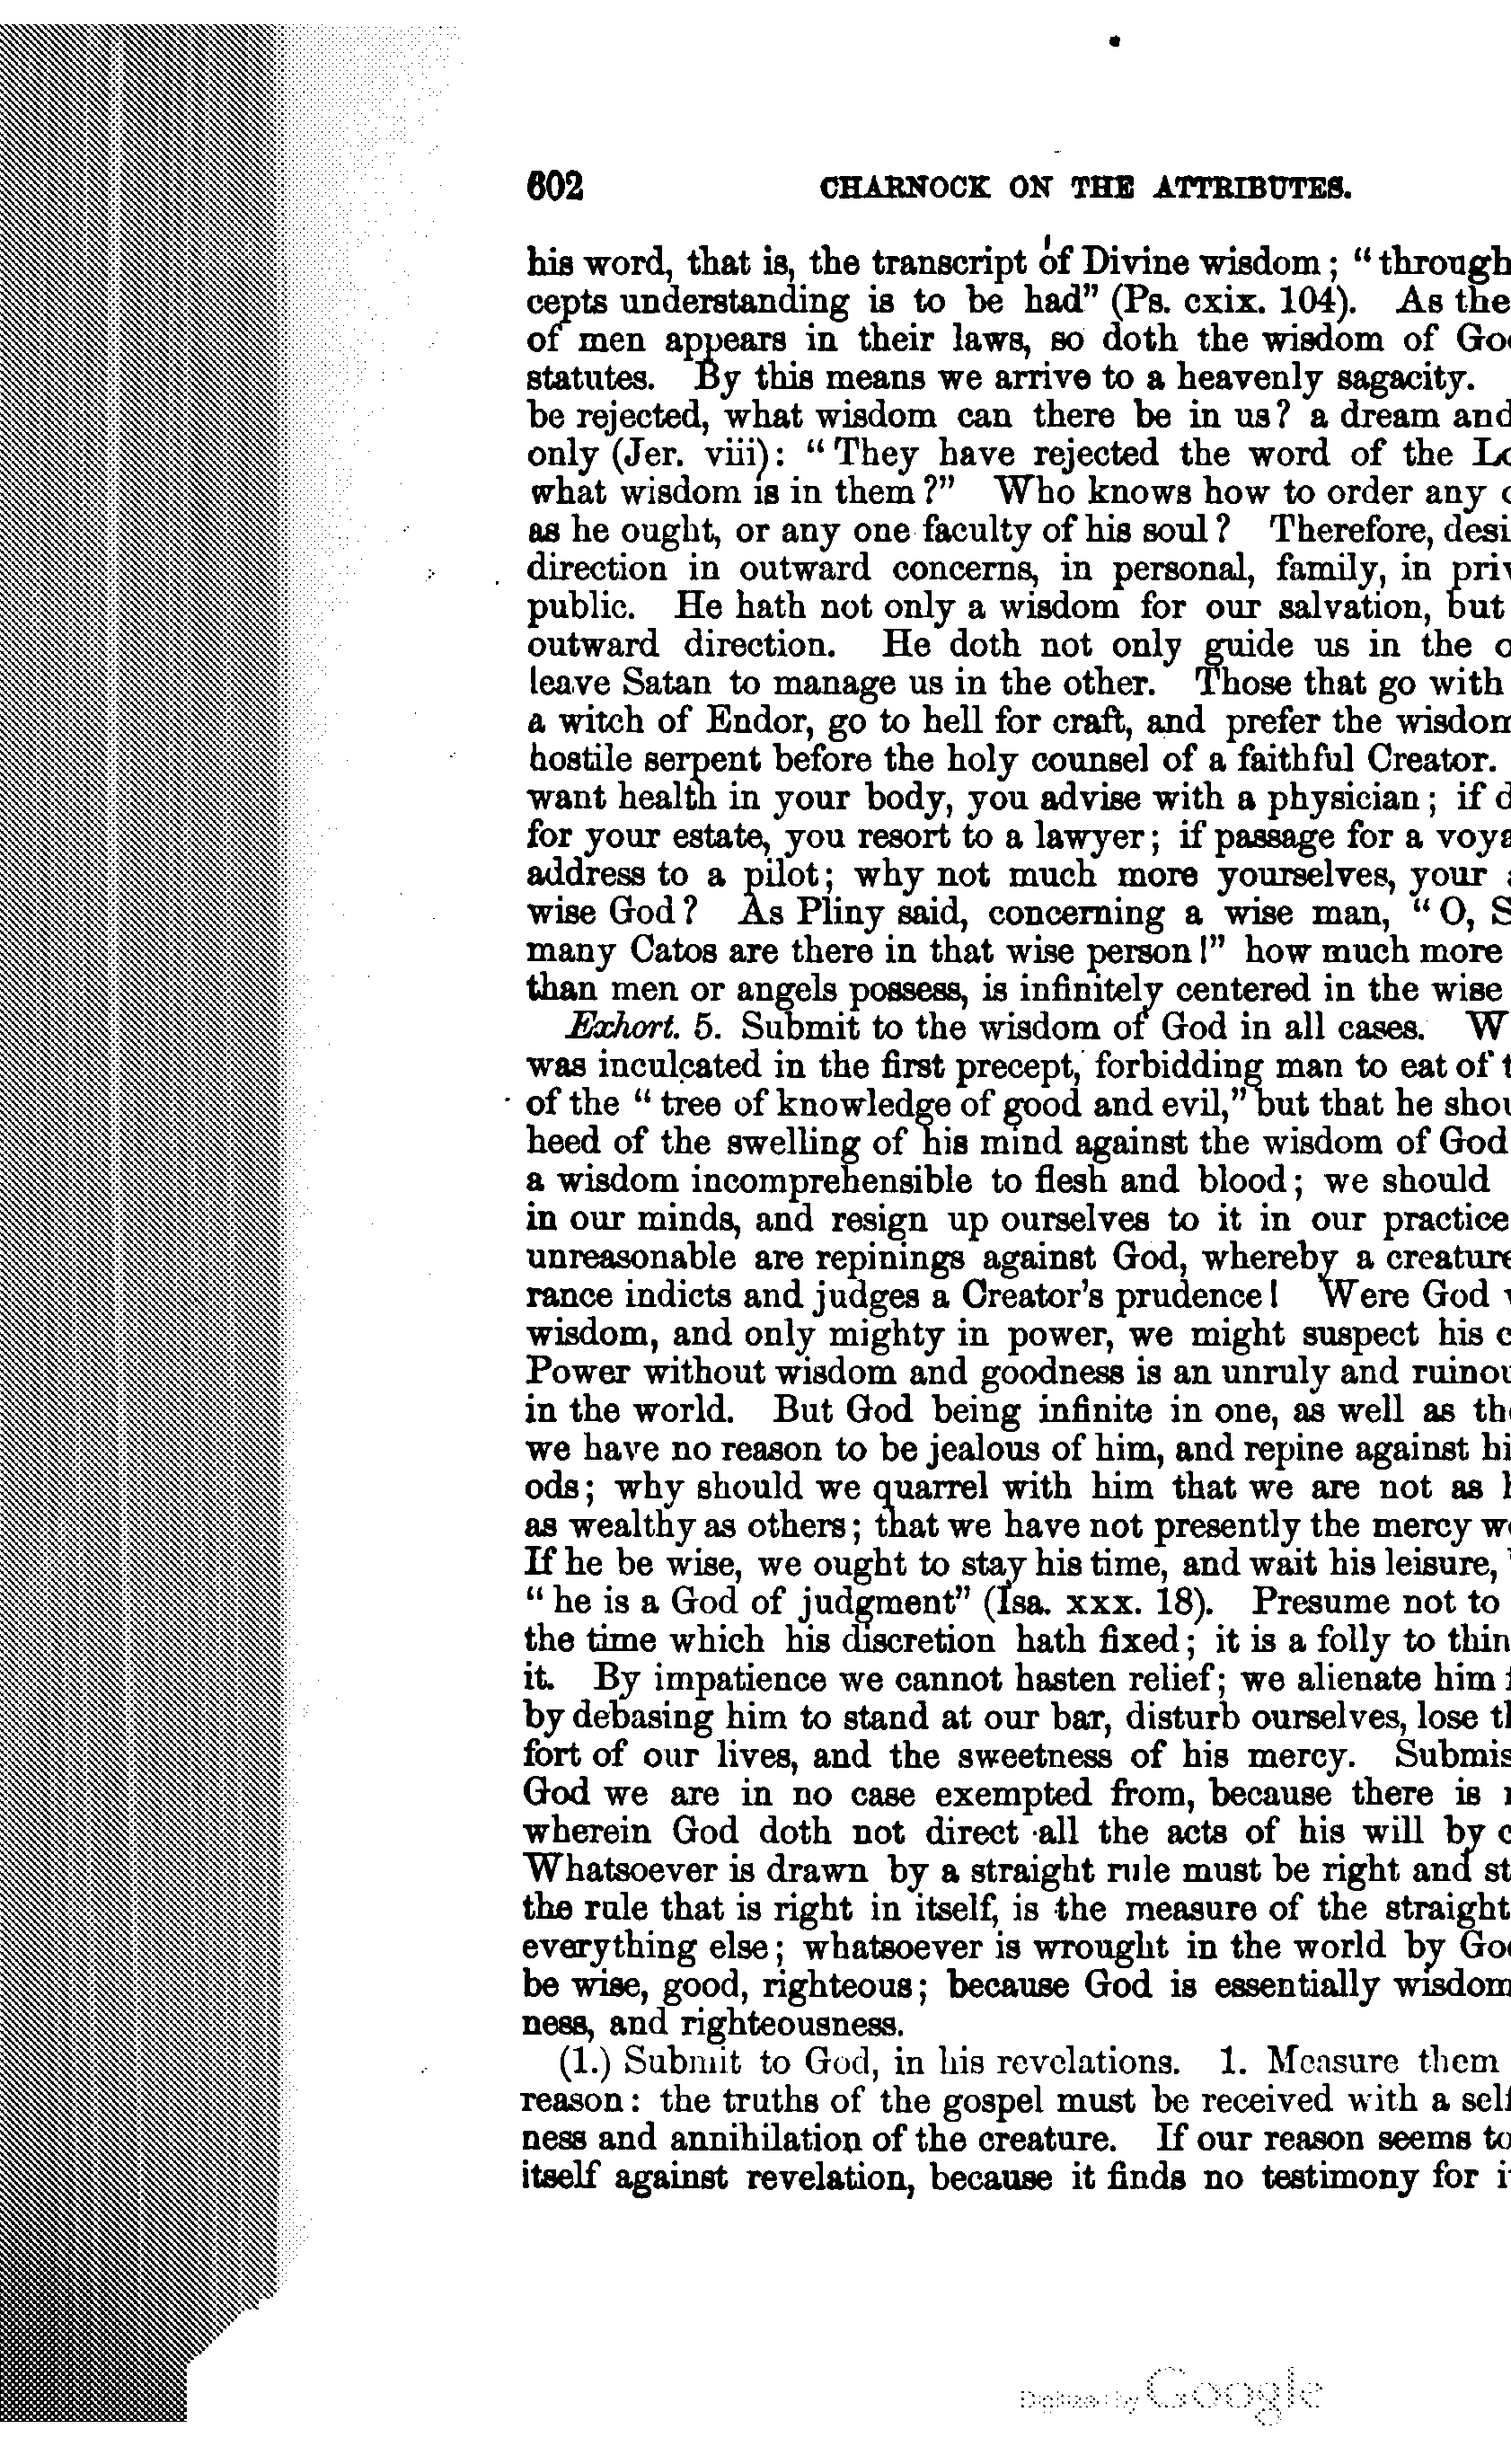 602 CHARNOCK ON THE ATTRIBUTES.
his word, that is, the transcript of Divine wisdom; "through
cepts understanding is to be had" (Ps. cxix. 104). As the
of men appears in their laws, so doth the wisdom of
statutes. By this means we arrive to a heavenly sagacity.
be rejected, what wisdom can there be in us? a dream and
only (Jer. viii): "They have rejected the word of the
what wisdom is in them?" Who knows how to order any
as he ought, or any one faculty of his soul? Therefore,
direction in outward concerns, in personal, family, in
public. He hath not only a wisdom for our salvation, but
outward direction. He doth not only guide us in the
leave Satan to manage us in the other. Those that go with
a witch of Endor, go to hell for craft, and prefer the wisdom
hostile serpent before the holy counsel of a faithful Creator.
want health in your body, you advise with a physician; if
for your estate, you resort to a lawyer; if passage for a
address to a pilot; why not much more yourselves, your
wise God? As Pliny said, concerning a wise man, "O,
many Catos are there in that wise person!" how much more
than men or angels possess, is infinitely centered in the wise
Exhort. 5. Submit to the wisdom of God in all cases.
was inculcated in the first precept, forbidding man to eat of
of the "tree of knowledge of good and evil," but that he
heed of the swelling of his mind against the wisdom of God
a wisdom incomprehensible to flesh and blood; we should
in our minds, and resign up ourselves to it in our practice
unreasonable are repinings against God, whereby a creature
rance indicts and judges a Creator's prudence! Were God
wisdom, and only mighty in power, we might suspect his
Power without wisdom and goodness is an unruly and
in the world. But God being infinite in one, as well as
we have no reason to be jealous of him, and repine against
ods; why should we quarrel with him that we are not as
as wealthy as others; that we have not presently the mercy
If he be wise, we ought to stay his time, and wait his leisure,
"he is a God of judgment" (Isa. xxx. 18). Presume not to
the time which his discretion hath fixed; it is a folly to
it. By impatience we cannot hasten relief; we alienate him
by debasing him to stand at our bar, disturb ourselves, lose
fort of our lives, and the sweetness of his mercy.
God we are in no case exempted from, because there is
wherein God doth not direct all the acts of his will by
Whatsoever is drawn by a straight rule must be right and
the rule that is right in itself, is the measure of the straight
everything else; whatsoever is wrought in the world by
be wise, good, righteous; because God is essentially wisdom
ness, and righteousness.
(1.) Submit to God, in his revelations. 1. Measure them
reason: the truths of the gospel must be received with a
ness and annihilation of the creature. If our reason seems to
itself against revelation, because it finds no testimony for
Digitized by Google